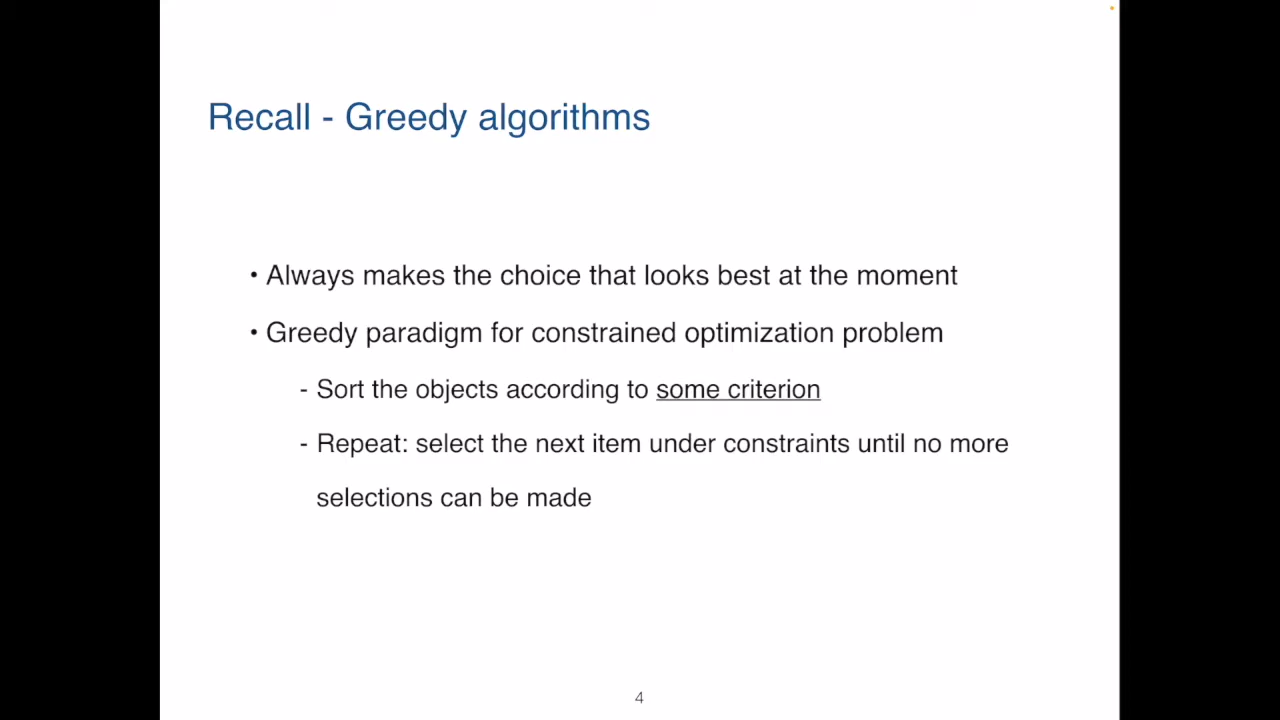 Recall - Greedy algorithms
• Always makes the choice that looks best at the moment
• Greedy paradigm for constrained optimization problem
- Sort the objects according to some criterion
- Repeat: select the next item under constraints until no more
selections can be made
4